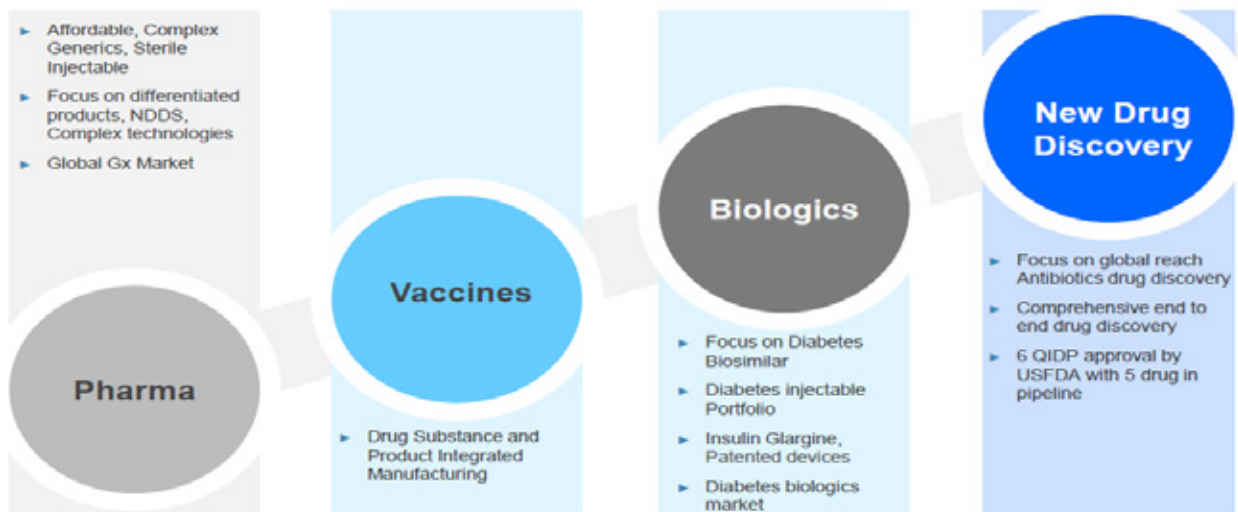 Affordable, Complex
Generics, Sterile
Injectable
Focus on differentiated
products, NDDS,
Complex technologies
Global Gx Market
Pharma
Vaccines
Drug Substance and
Product Integrated
Manufacturing
Biologics
Focus on Diabetes
Biosimilar
Diabetes injectable
Portfolio
Insulin Glargine,
Patented devices
Diabetes biologics
market
New Drug
Discovery
Focus on global reach
Antibiotics drug discovery
Comprehensive end to
end drug discovery
6 QIDP approval by
USFDA with 5 drug in
pipeline